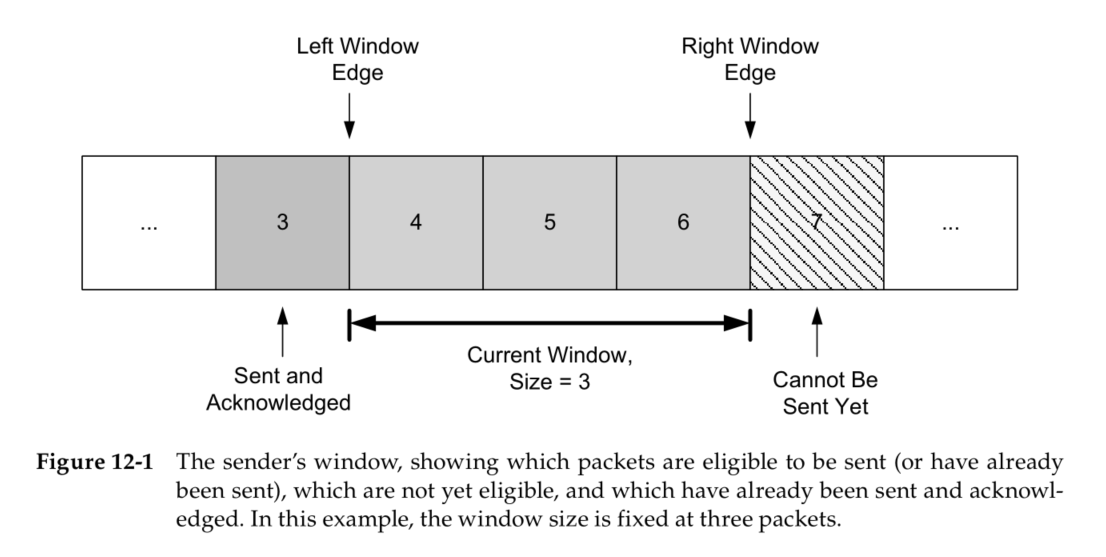 Left Window
Edge
Right Window
Edge
...
3
4
5
6
7
...
Sent and
Acknowledged
Current Window,
Size = 3
Cannot Be
Sent Yet
Figure 12-1 The sender’s window, showing which packets are eligible to be sent (or have already
been sent), which are not yet eligible, and which have already been sent and acknowl-
edged. In this example, the window size is fixed at three packets.